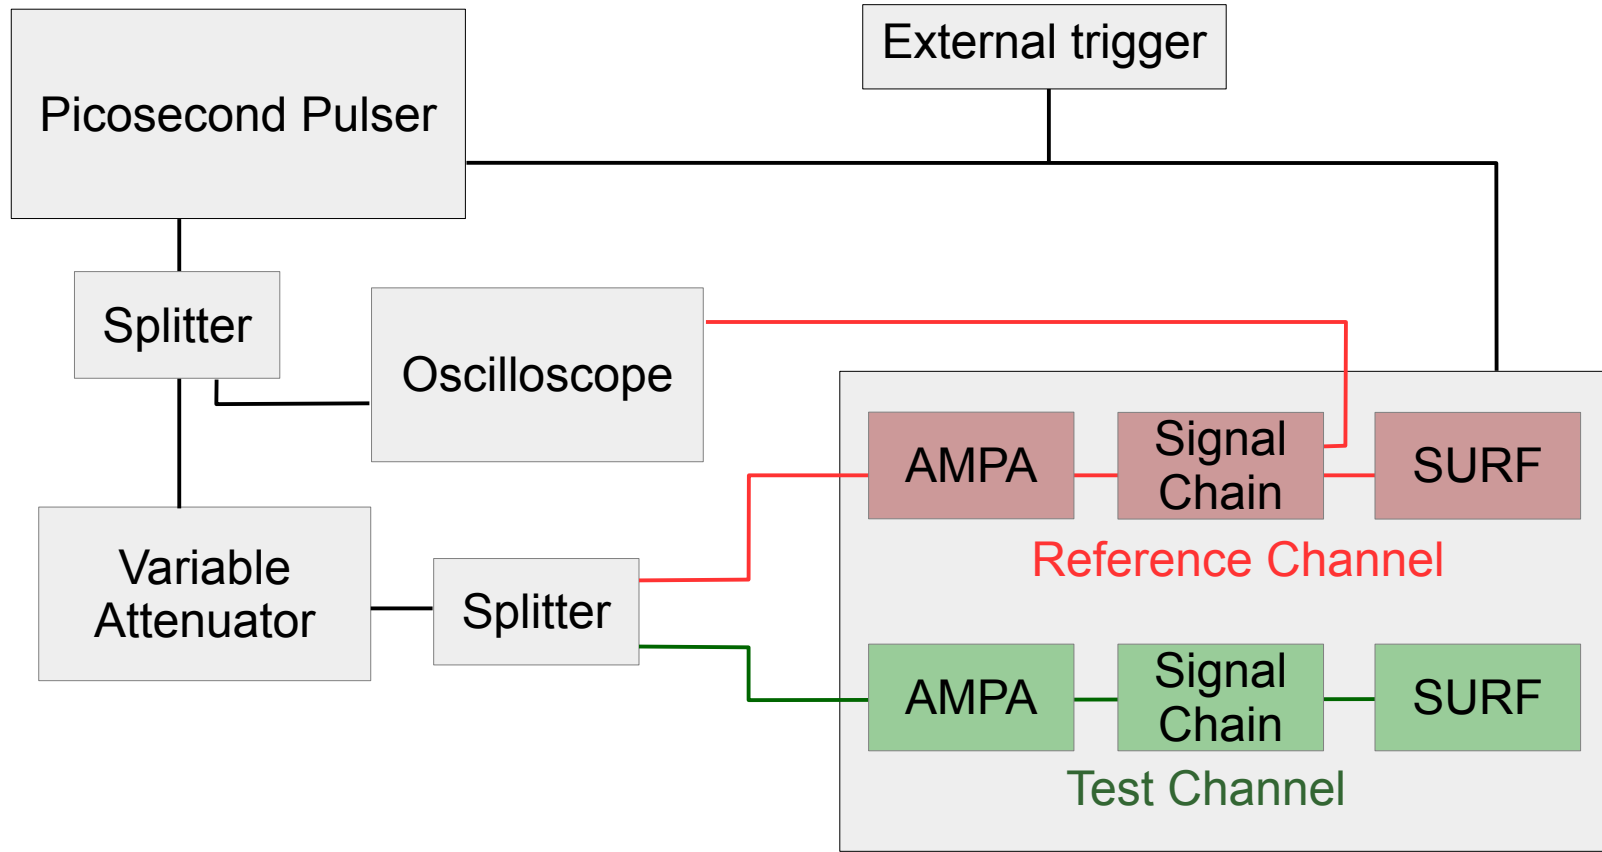 External trigger
Picosecond Pulser
Splitter
Oscilloscope
AMPA
Signal
Chain
SURF
Reference Channel
Variable
Attenuator
Splitter
AMPA
Signal
Chain
SURF
Test Channel